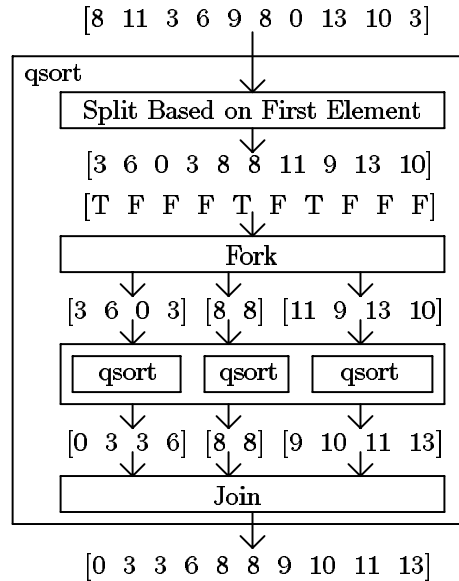 [8 11 3 6 9 8 0 13 10 3]
qsort
Split Based on First Element
[3 6 0 3 8 8 11 9 13 10]
[T F F F T F T F F F]
Fork
[3 6 0 3] [8 8] [11 9 13 10]
qsort qsort qsort
[0 3 3 6] [8 8] [9 10 11 13]
Join
[0 3 3 6 8 8 9 10 11 13]